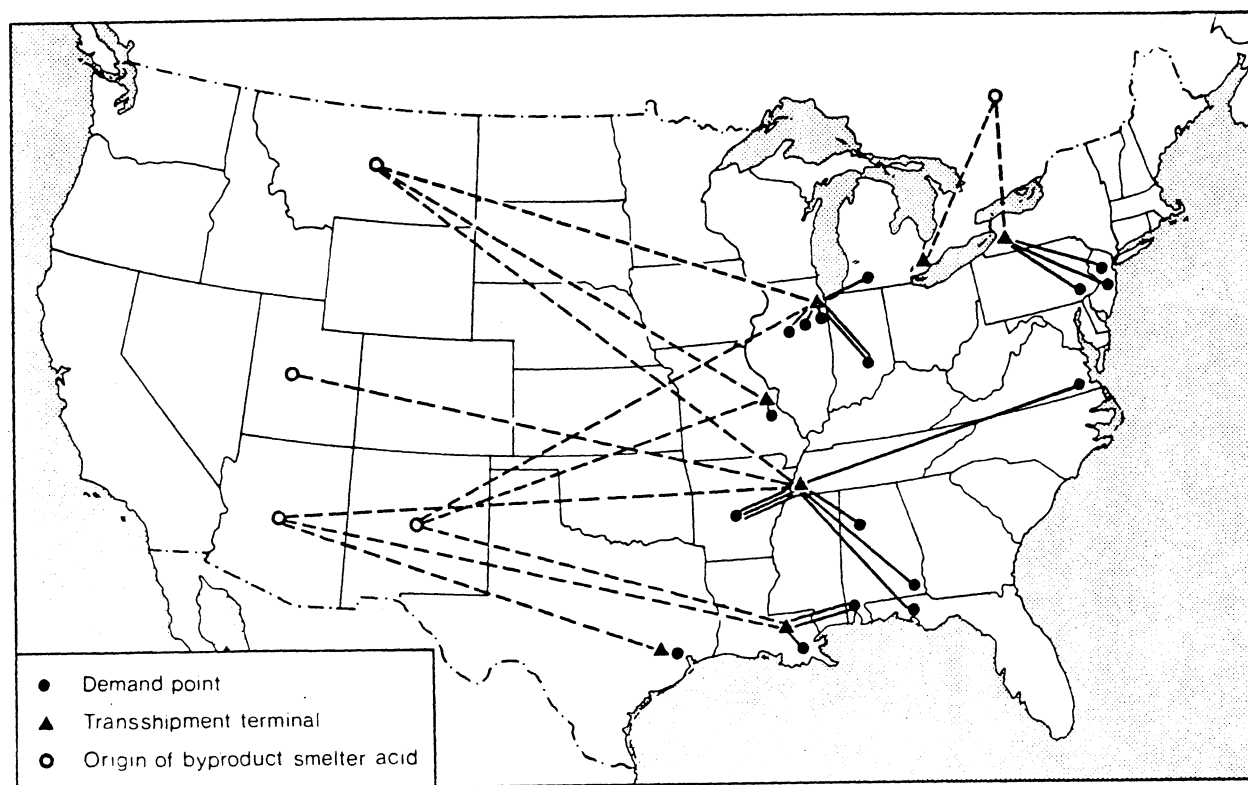 Demand point
Transshipment terminal
Origin of byproduct smelter acid